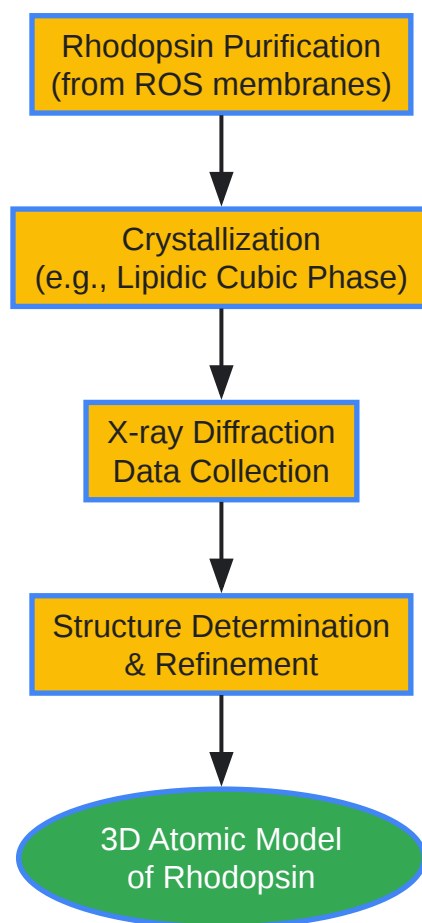 Rhodopsin Purification
(from ROS membranes)
Crystallization
(e.g., Lipidic Cubic Phase)
X-ray Diffraction
Data Collection
Structure Determination
& Refinement
3D Atomic Model
of Rhodopsin